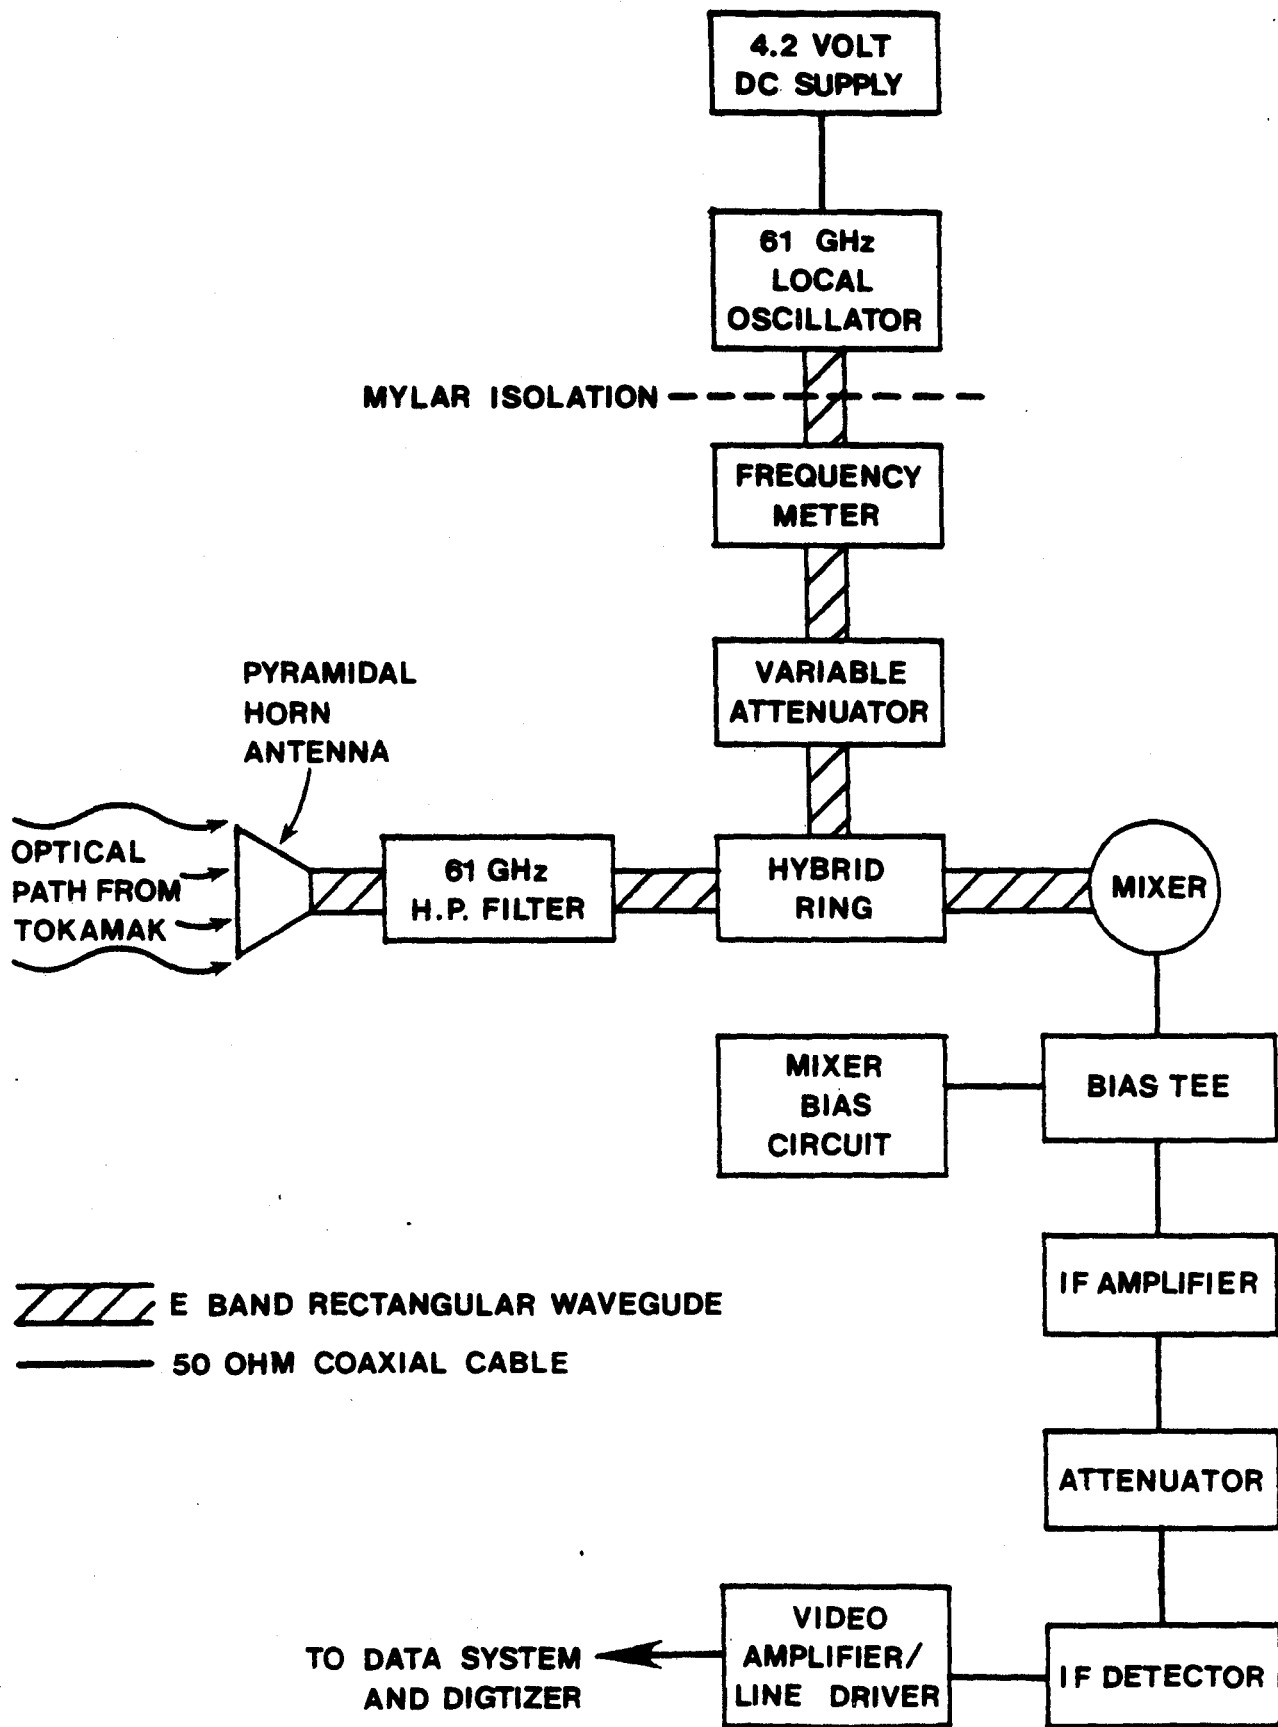 4.2 VOLT
DC SUPPLY
61 GHz
LOCAL
OSCILLATOR
MYLAR ISOLATION
FREQUENCY
METER
VARIABLE
ATTENUATOR
PYRAMIDAL
HORN
ANTENNA
OPTICAL
PATH FROM
TOKAMAK
61 GHz
H.P. FILTER
HYBRID
RING
MIXER
MIXER
BIAS
CIRCUIT
BIAS TEE
IF AMPLIFIER
E BAND RECTANGULAR WAVEGUDE
50 OHM COAXIAL CABLE
ATTENUATOR
IF DETECTOR
VIDEO
AMPLIFIER/
LINE DRIVER
TO DATA SYSTEM
AND DIGTIZER